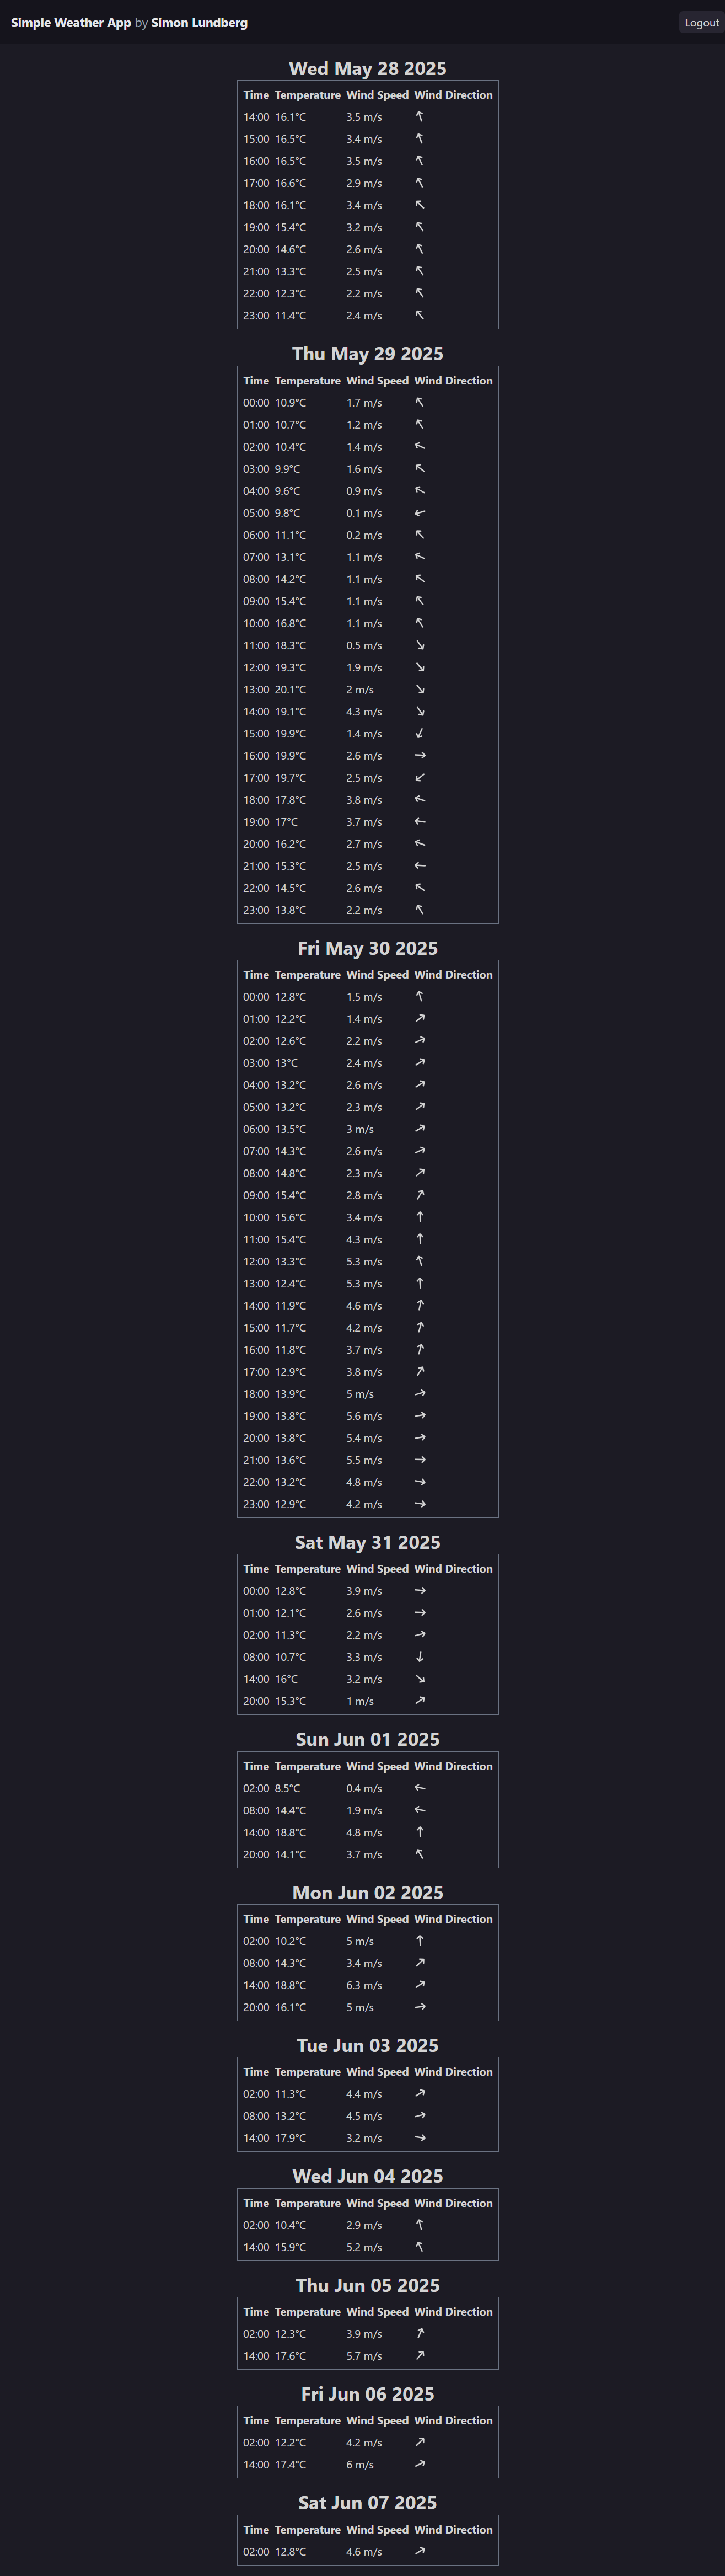 Simple Weather App by Simon Lundberg
Logout
Wed May 28 2025
Time Temperature Wind Speed Wind Direction
14:00 16.1°C 3.5 m/s
15:00 16.5°C 3.4 m/s
16:00 16.5°C 3.5 m/s
17:00 16.6°C 2.9 m/s
18:00 16.1°C 3.4 m/s
19:00 15.4°C 3.2 m/s
20:00 14.6°C 2.6 m/s
21:00 13.3°C 2.5 m/s
22:00 12.3°C 2.2 m/s
23:00 11.4°C 2.4 m/s
Thu May 29 2025
Time Temperature Wind Speed Wind Direction
00:00 10.9°C 1.7 m/s
01:00 10.7°C 1.2 m/s
02:00 10.4°C 1.4 m/s
03:00 9.9°C 1.6 m/s
04:00 9.6°C 0.9 m/s
05:00 9.8°C 0.1 m/s
06:00 11.1°C 0.2 m/s
07:00 13.1°C 1.1 m/s
08:00 14.2°C 1.1 m/s
09:00 15.4°C 1.1 m/s
10:00 16.8°C 1.1 m/s
11:00 18.3°C 0.5 m/s
12:00 19.3°C 1.9 m/s
13:00 20.1°C 2 m/s
14:00 19.1°C 4.3 m/s
15:00 19.9°C 1.4 m/s
16:00 19.9°C 2.6 m/s
17:00 19.7°C 2.5 m/s
18:00 17.8°C 3.8 m/s
19:00 17°C 3.7 m/s
20:00 16.2°C 2.7 m/s
21:00 15.3°C 2.5 m/s
22:00 14.5°C 2.6 m/s
23:00 13.8°C 2.2 m/s
Fri May 30 2025
Time Temperature Wind Speed Wind Direction
00:00 12.8°C 1.5 m/s
01:00 12.2°C 1.4 m/s
02:00 12.6°C 2.2 m/s
03:00 13°C 2.4 m/s
04:00 13.2°C 2.6 m/s
05:00 13.2°C 2.3 m/s
06:00 13.5°C 3 m/s
07:00 14.3°C 2.6 m/s
08:00 14.8°C 2.3 m/s
09:00 15.4°C 2.8 m/s
10:00 15.6°C 3.4 m/s
11:00 15.4°C 4.3 m/s
12:00 13.3°C 5.3 m/s
13:00 12.4°C 5.3 m/s
14:00 11.9°C 4.6 m/s
15:00 11.7°C 4.2 m/s
16:00 11.8°C 3.7 m/s
17:00 12.9°C 3.8 m/s
18:00 13.9°C 5 m/s
19:00 13.8°C 5.6 m/s
20:00 13.8°C 5.4 m/s
21:00 13.6°C 5.5 m/s
22:00 13.2°C 4.8 m/s
23:00 12.9°C 4.2 m/s
Sat May 31 2025
Time Temperature Wind Speed Wind Direction
00:00 12.8°C 3.9 m/s
01:00 12.1°C 2.6 m/s
02:00 11.3°C 2.2 m/s
08:00 10.7°C 3.3 m/s
14:00 16°C 3.2 m/s
20:00 15.3°C 1 m/s
Sun Jun 01 2025
Time Temperature Wind Speed Wind Direction
02:00 8.5°C 0.4 m/s
08:00 14.4°C 1.9 m/s
14:00 18.8°C 4.8 m/s
20:00 14.1°C 3.7 m/s
Mon Jun 02 2025
Time Temperature Wind Speed Wind Direction
02:00 10.2°C 5 m/s
08:00 14.3°C 3.4 m/s
14:00 18.8°C 6.3 m/s
20:00 16.1°C 5 m/s
Tue Jun 03 2025
Time Temperature Wind Speed Wind Direction
02:00 11.3°C 4.4 m/s
08:00 13.2°C 4.5 m/s
14:00 17.9°C 3.2 m/s
Wed Jun 04 2025
Time Temperature Wind Speed Wind Direction
02:00 10.4°C 2.9 m/s
14:00 15.9°C 5.2 m/s
Thu Jun 05 2025
Time Temperature Wind Speed Wind Direction
02:00 12.3°C 3.9 m/s
14:00 17.6°C 5.7 m/s
Fri Jun 06 2025
Time Temperature Wind Speed Wind Direction
02:00 12.2°C 4.2 m/s
14:00 17.4°C 6 m/s
Sat Jun 07 2025
Time Temperature Wind Speed Wind Direction
02:00 12.8°C 4.6 m/s